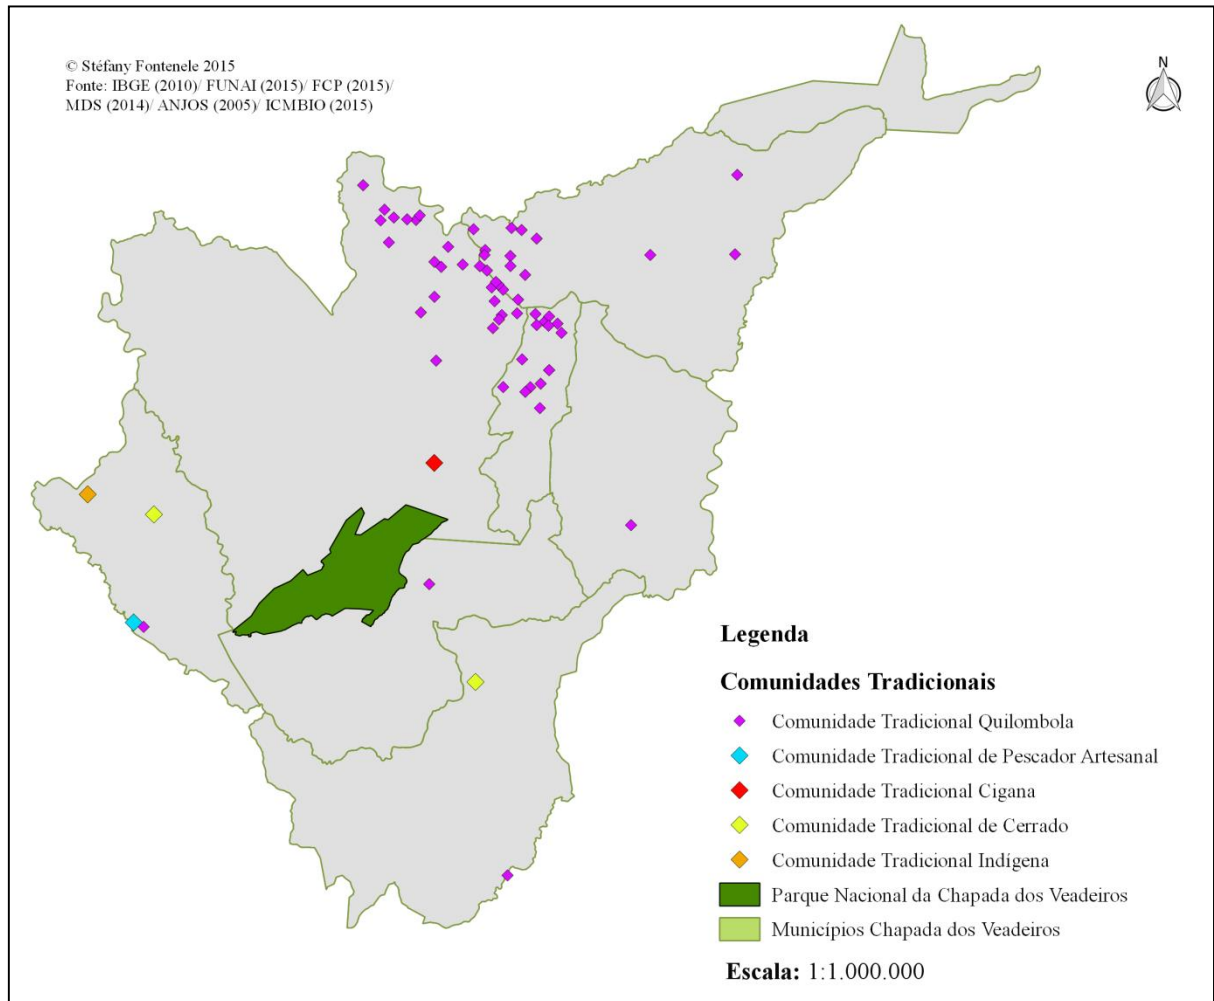 © Stéfany Fontenele 2015
Fonte: IBGE (2010)/ FUNAI (2015)/ FCP (2015)/
MDS (2014)/ ANJOS (2005)/ ICMBIO (2015)
N
Legenda
Comunidades Tradicionais
Comunidade Tradicional Quilombola
Comunidade Tradicional de Pescador Artesanal
Comunidade Tradicional Cigana
Comunidade Tradicional de Cerrado
Comunidade Tradicional Indígena
Parque Nacional da Chapada dos Veadeiros
Municípios Chapada dos Veadeiros
Escala: 1:1.000.000